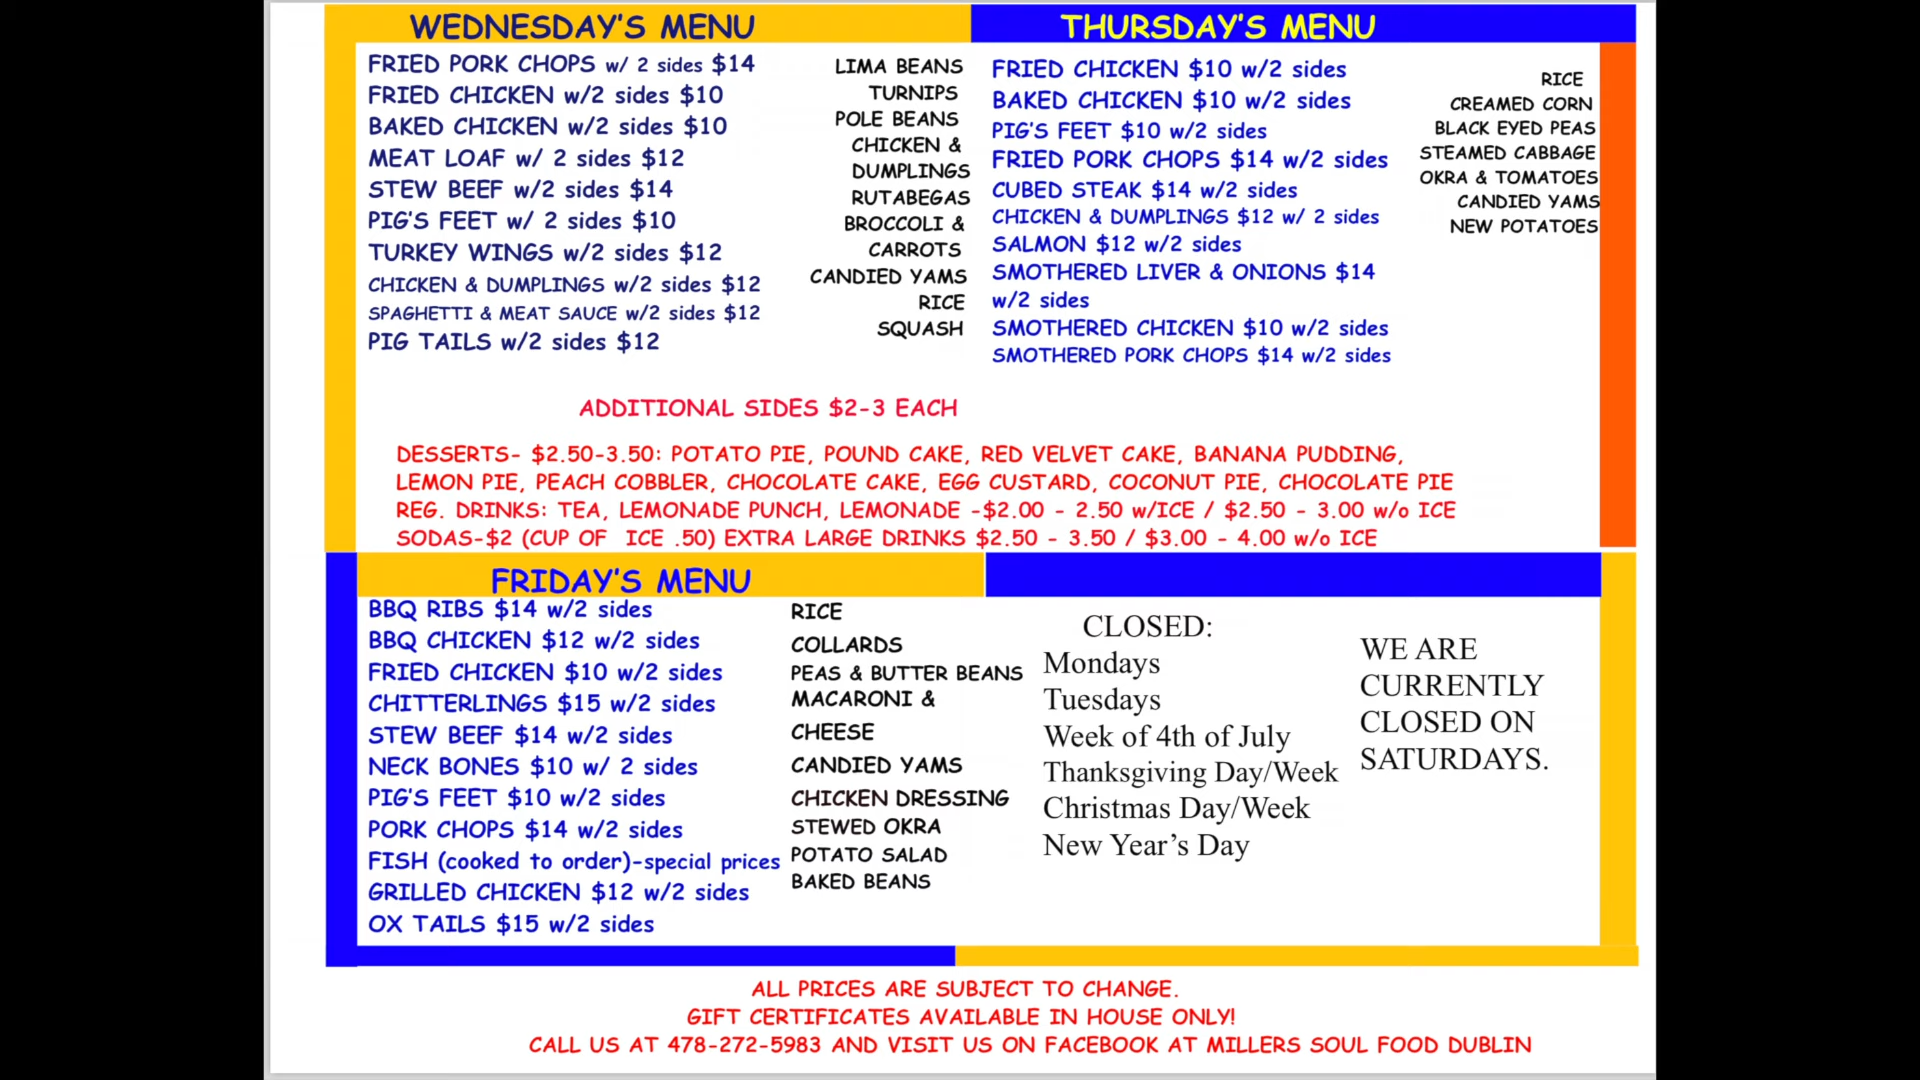 WEDNESDAY'S MENU
FRIED PORK CHOPS w/ 2 sides $14
FRIED CHICKEN w/2 sides $10
BAKED CHICKEN w/2 sides $10
MEAT LOAF w/ 2 sides $12
STEW BEEF w/2 sides $14
PIG'S FEET w/ 2 sides $10
TURKEY WINGS w/2 sides $12
CHICKEN & DUMPLINGS w/2 sides $12
SPAGHETTI & MEAT SAUCE w/2 sides $12
PIG TAILS w/2 sides $12
LIMA BEANS
TURNIPS
POLE BEANS
CHICKEN &
DUMPLINGS
RUTABEGAS
BROCCOLI &
CARROTS
CANDIED YAMS
RICE
SQUASH
THURSDAY'S MENU
FRIED CHICKEN $10 w/2 sides
BAKED CHICKEN $10 w/2 sides
PIG'S FEET $10 w/2 sides
FRIED PORK CHOPS $14 w/2 sides
CUBED STEAK $14 w/2 sides
CHICKEN & DUMPLINGS $12 w/ 2 sides
SALMON $12 w/2 sides
SMOTHERED LIVER & ONIONS $14
w/2 sides
SMOTHERED CHICKEN $10 w/2 sides
SMOTHERED PORK CHOPS $14 w/2 sides
RICE
CREAMED CORN
BLACK EYED PEAS
STEAMED CABBAGE
OKRA & TOMATOES
CANDIED YAMS
NEW POTATOES
ADDITIONAL SIDES $2-3 EACH
DESSERTS- $2.50-3.50: POTATO PIE, POUND CAKE, RED VELVET CAKE, BANANA PUDDING,
LEMON PIE, PEACH COBBLER, CHOCOLATE CAKE, EGG CUSTARD, COCONUT PIE, CHOCOLATE PIE
REG. DRINKS: TEA, LEMONADE PUNCH, LEMONADE -$2.00 - 2.50 w/ICE / $2.50 - 3.00 w/o ICE
SODAS-$2 (CUP OF ICE .50) EXTRA LARGE DRINKS $2.50 - 3.50 / $3.00 - 4.00 w/o ICE
FRIDAY'S MENU
BBQ RIBS $14 w/2 sides
BBQ CHICKEN $12 w/2 sides
FRIED CHICKEN $10 w/2 sides
CHITTERLINGS $15 w/2 sides
STEW BEEF $14 w/2 sides
NECK BONES $10 w/ 2 sides
PIG'S FEET $10 w/2 sides
PORK CHOPS $14 w/2 sides
FISH (cooked to order)-special prices
GRILLED CHICKEN $12 w/2 sides
OX TAILS $15 w/2 sides
RICE
COLLARDS
PEAS & BUTTER BEANS
MACARONI &
CHEESE
CANDIED YAMS
CHICKEN DRESSING
STEWED OKRA
POTATO SALAD
BAKED BEANS
CLOSED:
Mondays
Tuesdays
Week of 4th of July
Thanksgiving Day/Week
Christmas Day/Week
New Year's Day
WE ARE
CURRENTLY
CLOSED ON
SATURDAYS.
ALL PRICES ARE SUBJECT TO CHANGE.
GIFT CERTIFICATES AVAILABLE IN HOUSE ONLY!
CALL US AT 478-272-5983 AND VISIT US ON FACEBOOK AT MILLERS SOUL FOOD DUBLIN